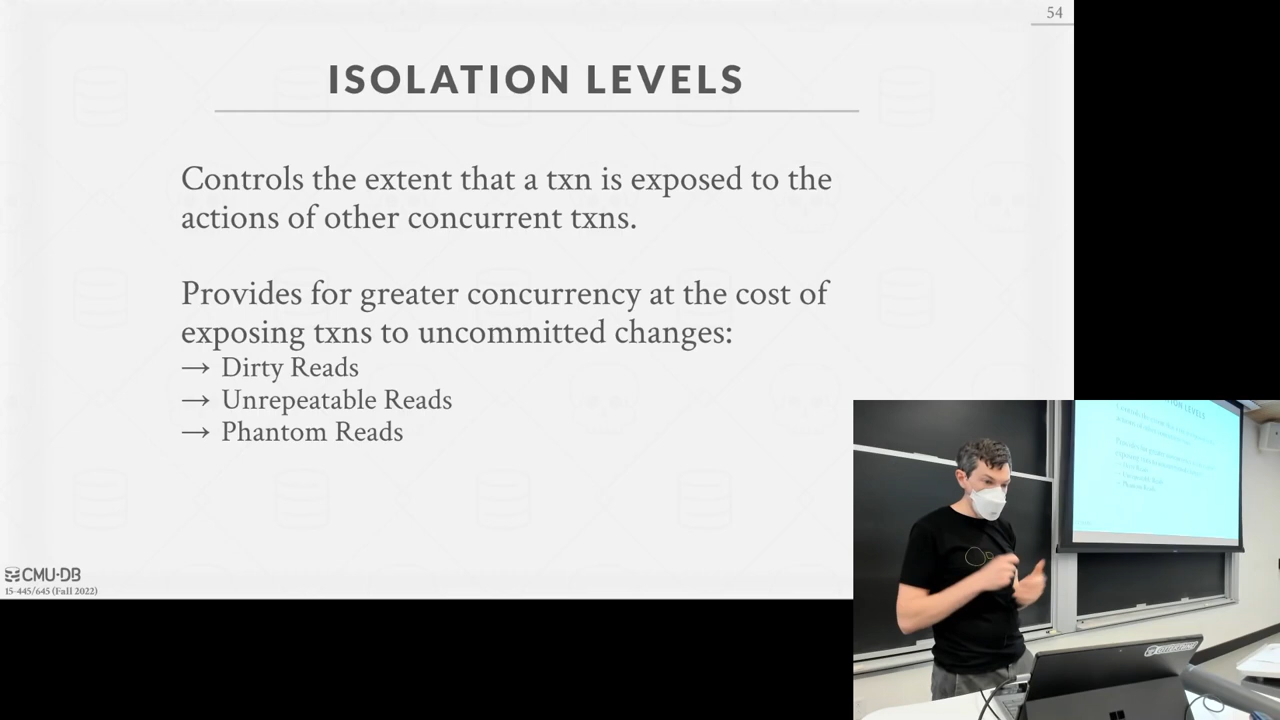 54
ISOLATION LEVELS
Controls the extent that a txn is exposed to the
actions of other concurrent txns.
Provides for greater concurrency at the cost of
exposing txns to uncommitted changes:
→ Dirty Reads
→ Unrepeatable Reads
→ Phantom Reads
CMU·DB
15-445/645 (Fall 2022)